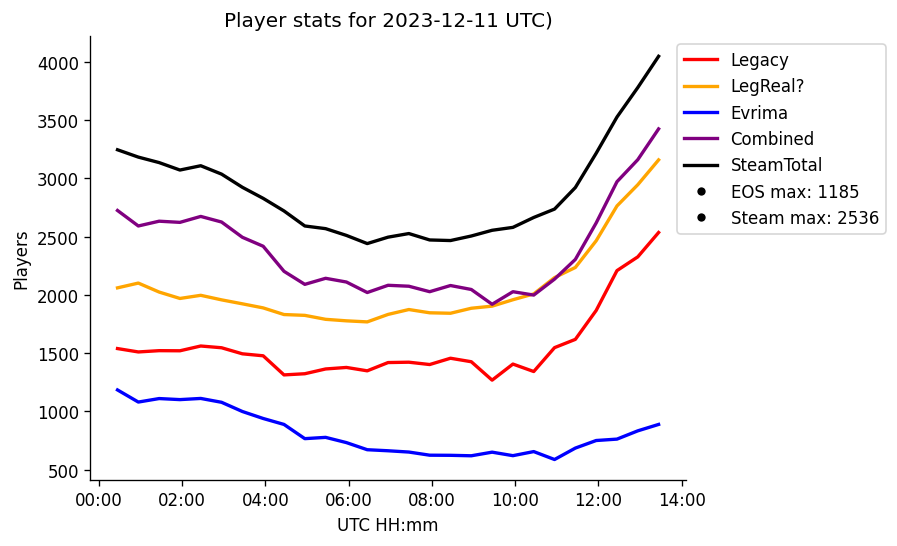 Player stats for 2023-12-11 UTC)
Players
4000
3500
3000
2500
2000
1500
1000
500
00:00 02:00 04:00 06:00 08:00 10:00 12:00 14:00
UTC HH:mm
Legacy
LegReal?
Evrima
Combined
SteamTotal
EOS max: 1185
Steam max: 2536